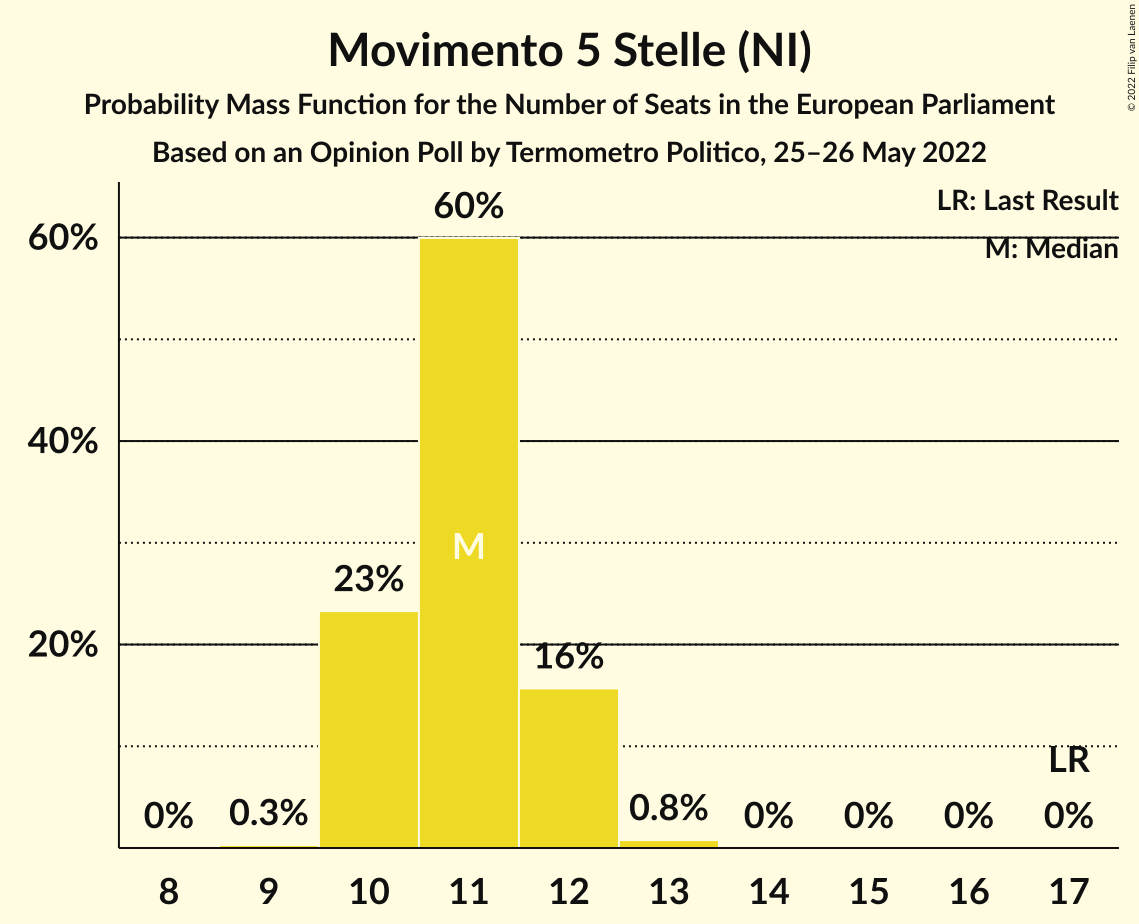 Movimento 5 Stelle (NI)
Probability Mass Function for the Number of Seats in the European Parliament
Based on an Opinion Poll by Termometro Politico, 25–26 May 2022
© 2022 Filip van Laenen
LR: Last Result
M: Median
60%
40%
20%
0%
0.3%
23%
60%
M
16%
0.8%
0%
0%
0%
LR
0%
8 9 10 11 12 13 14 15 16 17